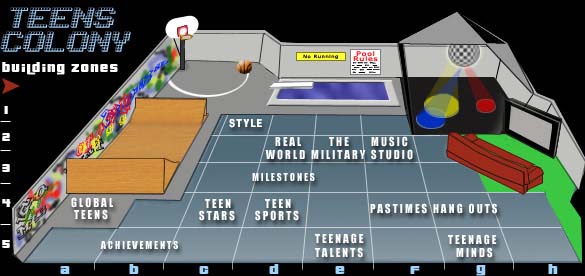 TEENS
COLONY
building zones
No Running
Pool
Rules
1
STYLE
2
REAL WORLD
THE MILITARY
MUSIC STUDIO
3
MILESTONES
4
GLOBAL TEENS
TEEN STARS
TEEN SPORTS
PASTIMES
HANG OUTS
5
ACHIEVEMENTS
TEENAGE TALENTS
TEENAGE MINDS
a b c d e f g h